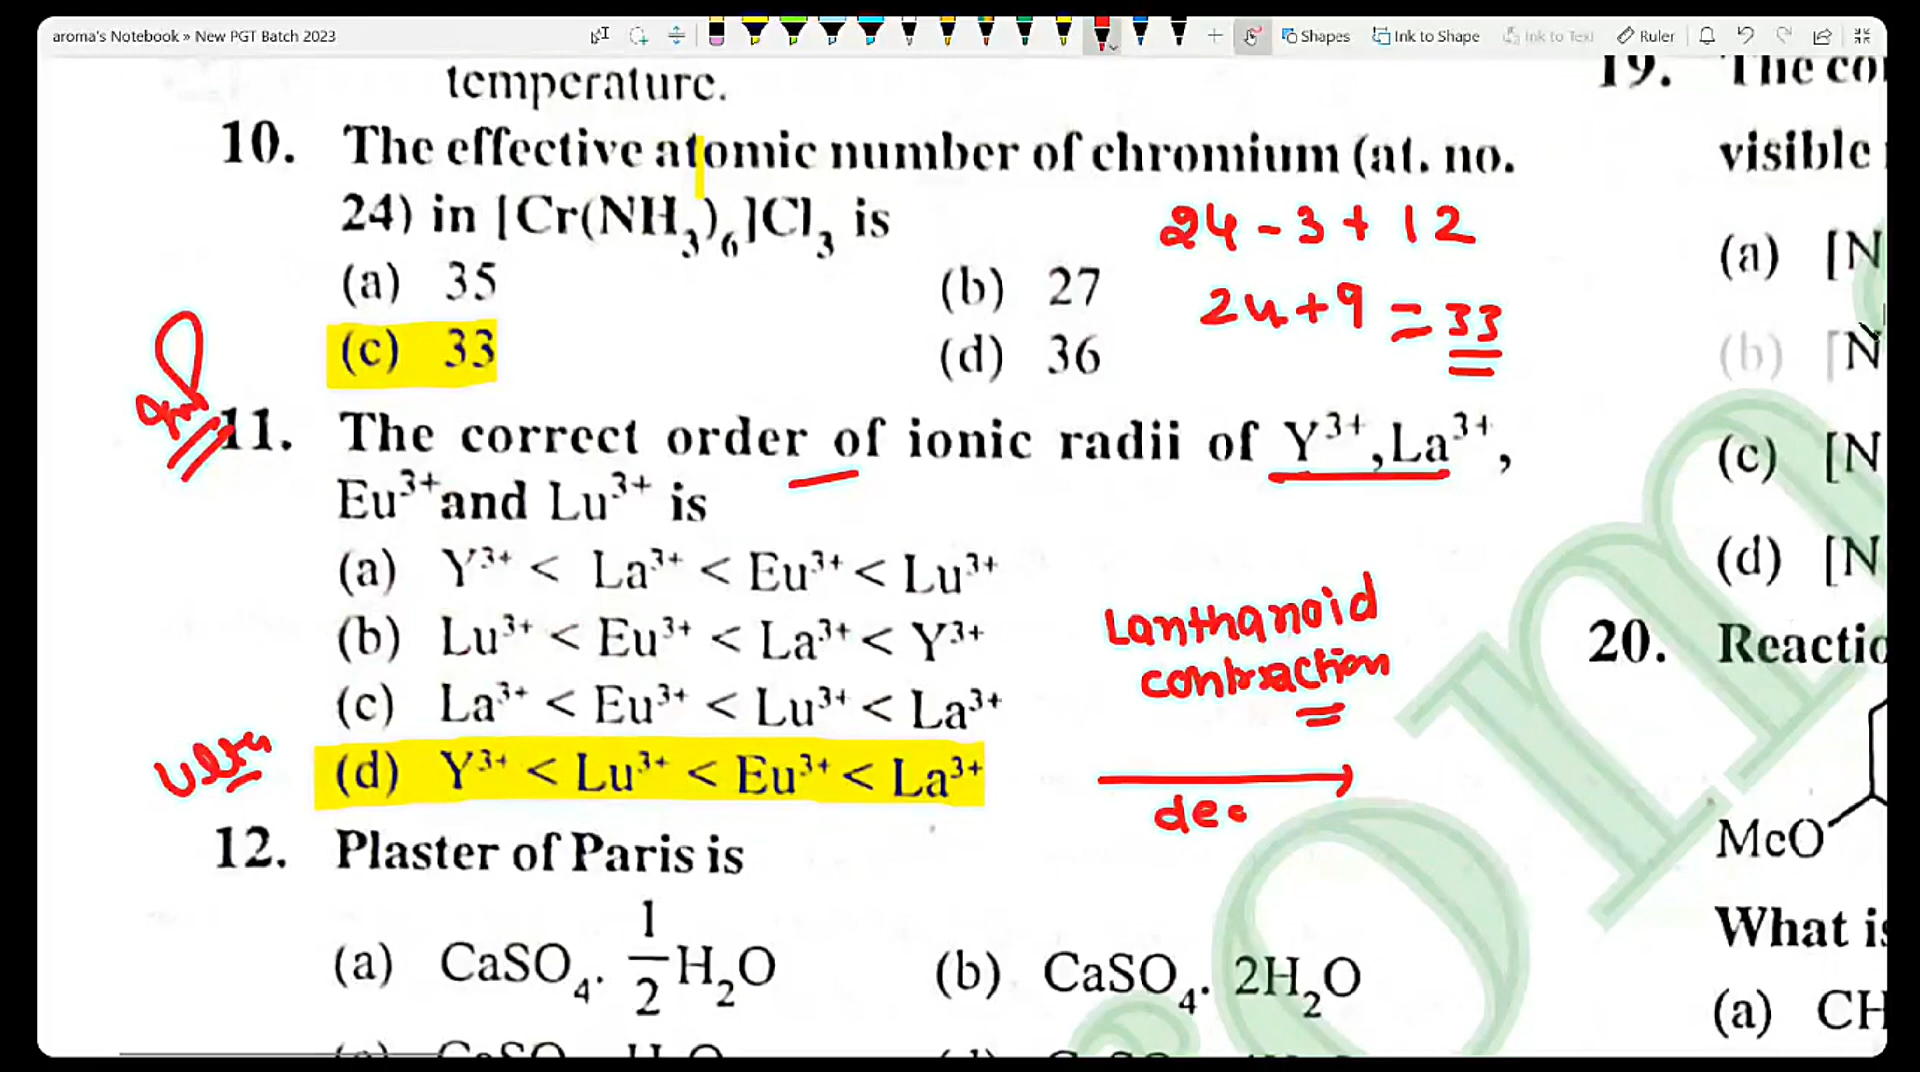 aroma's Notebook » New PGT Batch 2023
Shapes
Ink to Shape
Ink to Text
Ruler
temperature.
10. The effective atomic number of chromium (at. no.
24) in [Cr(NH₃)₆]Cl₃ is
24 - 3 + 12
(a) 35 (b) 27
24 + 9 = 33
(c) 33 (d) 36
11. The correct order of ionic radii of Y³⁺,La³⁺,
Eu³⁺and Lu³⁺ is
(a) Y³⁺ < La³⁺ < Eu³⁺ < Lu³⁺
(b) Lu³⁺ < Eu³⁺ < La³⁺ < Y³⁺
Lanthanoid
contraction
(c) La³⁺ < Eu³⁺ < Lu³⁺ < La³⁺
(d) Y³⁺ < Lu³⁺ < Eu³⁺ < La³⁺
dec
12. Plaster of Paris is
(a) CaSO₄. 1/2 H₂O (b) CaSO₄. 2H₂O
19. The co
visible
(a) [N
(b) [N
(c) [N
(d) [N
20. Reactio
MeO
What is
(a) CH
om